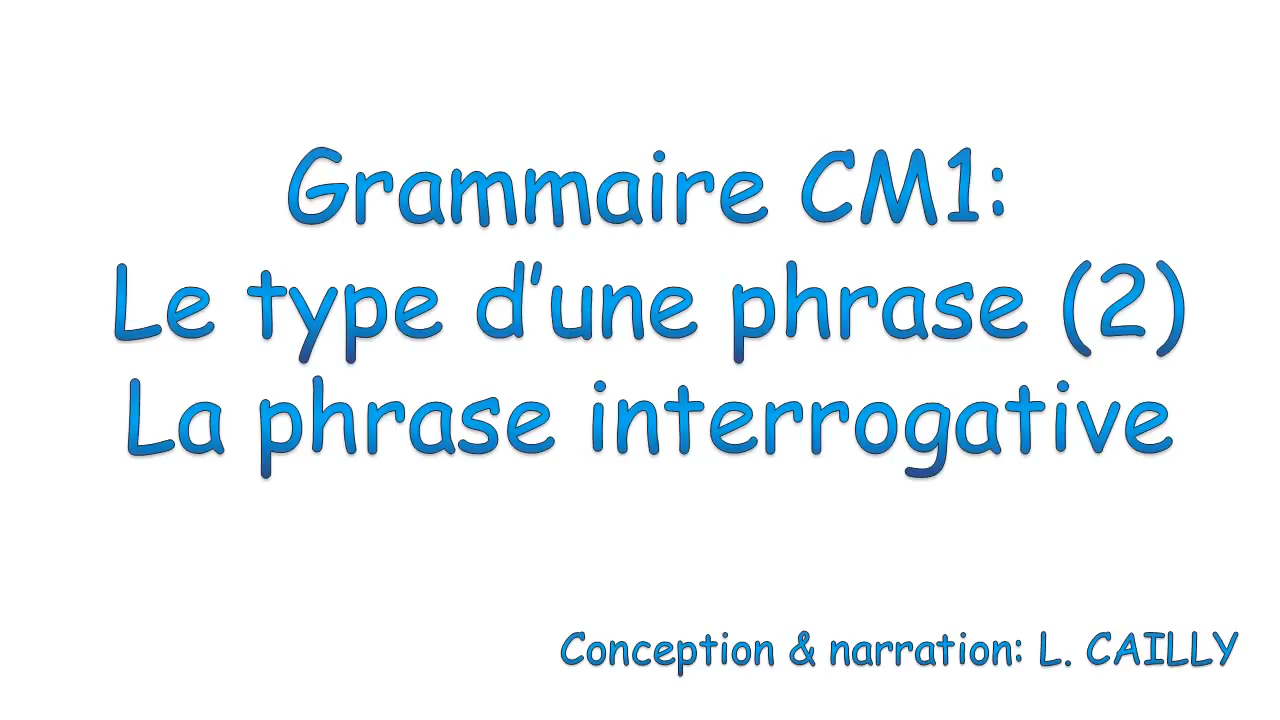 Grammaire CM1:
Le type d’une phrase (2)
La phrase interrogative
Conception & narration: L. CAILLY